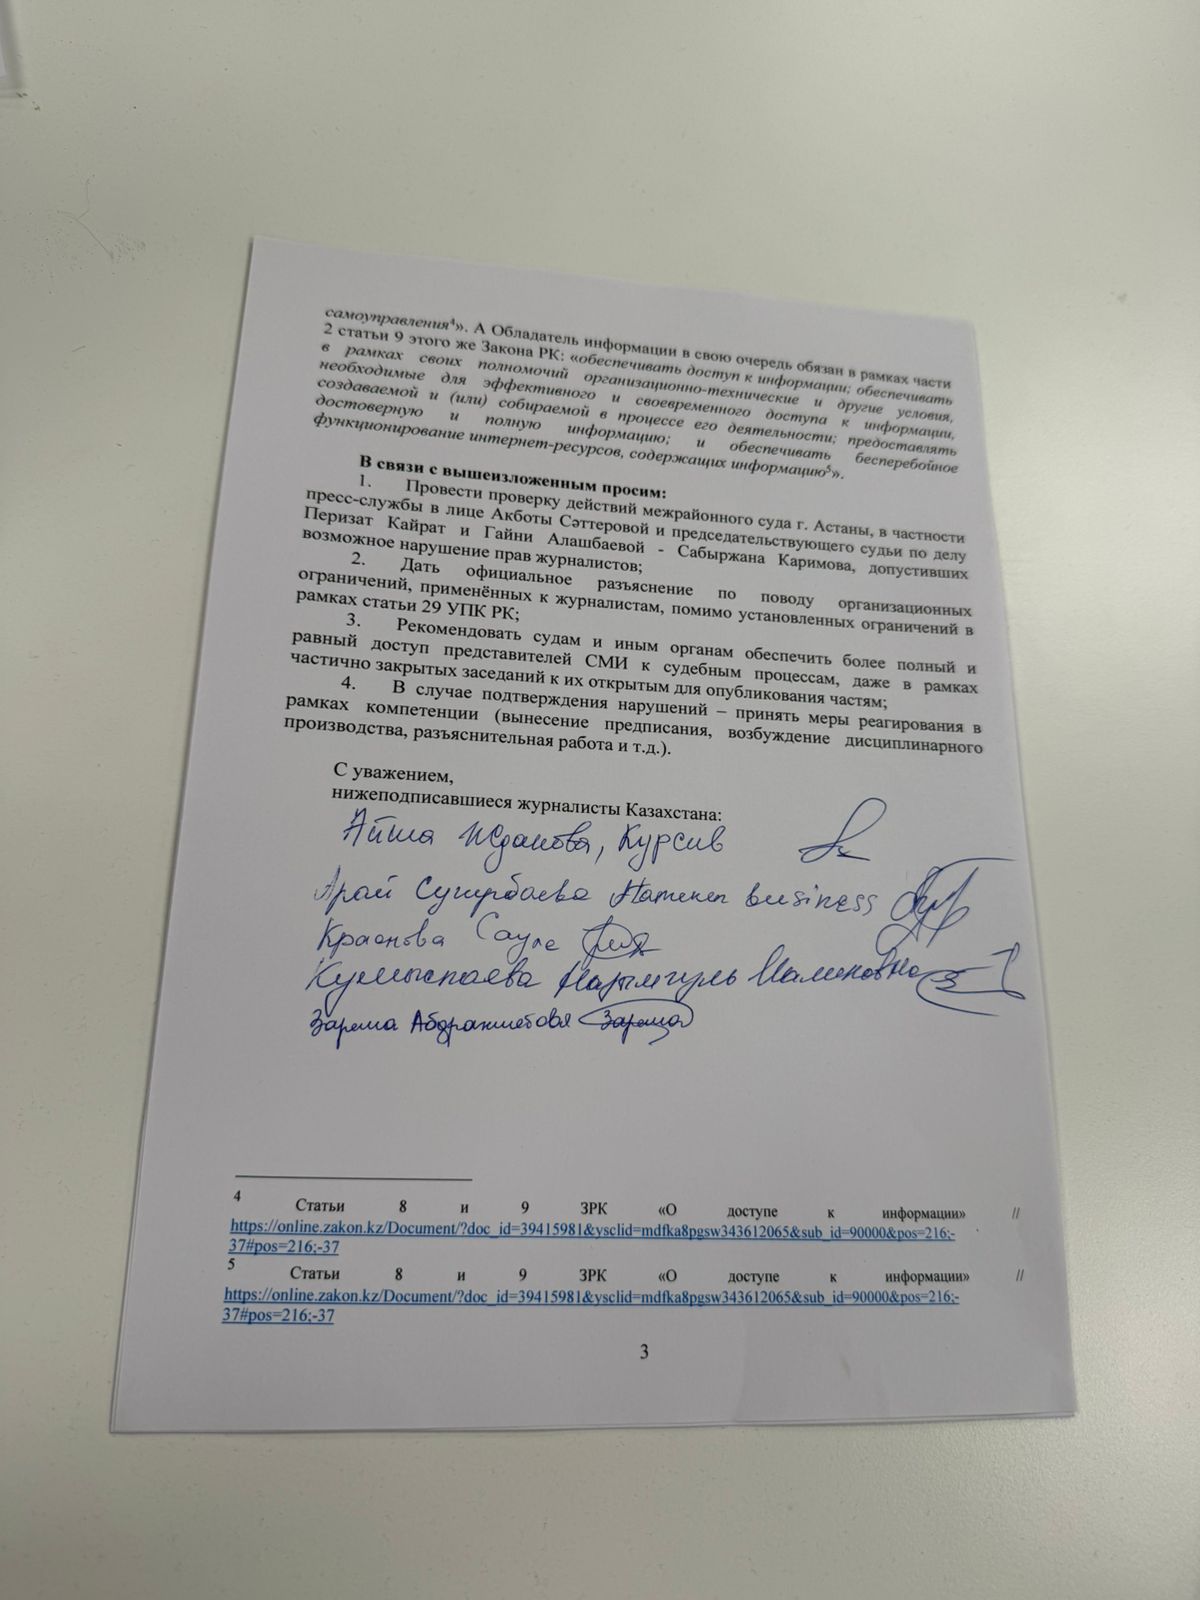 самоуправления⁴». А Обладатель информации в свою очередь обязан в рамках части
2 статьи 9 этого же Закона РК: «обеспечивать доступ к информации; обеспечивать
в рамках своих полномочий организационно-технические и другие условия,
необходимые для эффективного и своевременного доступа к информации,
создаваемой и (или) собираемой в процессе его деятельности; предоставлять
достоверную и полную информацию; и обеспечивать бесперебойное
функционирование интернет-ресурсов, содержащих информацию⁵».
В связи с вышеизложенным просим:
1. Провести проверку действий межрайонного суда г. Астаны, в частности
пресс-службы в лице Акботы Сәттеровой и председательствующего судьи по делу
Перизат Кайрат и Гайни Алашбаевой - Сабыржана Каримова, допустивших
возможное нарушение прав журналистов;
2. Дать официальное разъяснение по поводу организационных
ограничений, применённых к журналистам, помимо установленных ограничений в
рамках статьи 29 УПК РК;
3. Рекомендовать судам и иным органам обеспечить более полный и
равный доступ представителей СМИ к судебным процессам, даже в рамках
частично закрытых заседаний к их открытым для опубликования частям;
4. В случае подтверждения нарушений – принять меры реагирования в
рамках компетенции (вынесение предписания, возбуждение дисциплинарного
производства, разъяснительная работа и т.д.).
С уважением,
нижеподписавшиеся журналисты Казахстана:
Айша Жданова, Курсив
Арай Сугирбаева Atameken business
Краснова Сауле
Кумыспаева Нарымгуль Маликовна
Зарема Абдрахметова Зарема
4 Статьи 8 и 9 ЗРК «О доступе к информации» //
https://online.zakon.kz/Document/?doc_id=39415981&ysclid=mdfka8pgsw343612065&sub_id=90000&pos=216;-
37#pos=216;-37
5 Статьи 8 и 9 ЗРК «О доступе к информации» //
https://online.zakon.kz/Document/?doc_id=39415981&ysclid=mdfka8pgsw343612065&sub_id=90000&pos=216;-
37#pos=216;-37
3